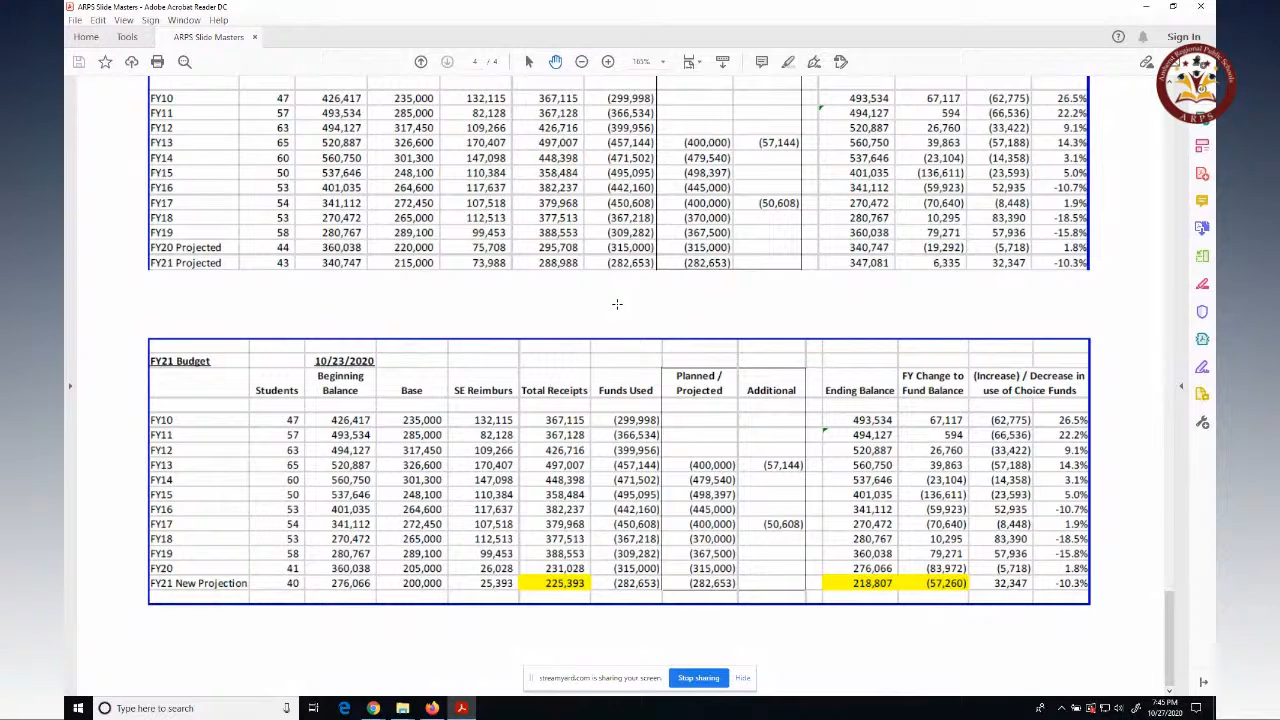 ARPS Slide Masters - Adobe Acrobat Reader DC
File Edit View Sign Window Help
Home Tools ARPS Slide Masters × Sign In
/ 4 103%
FY10 47 426,417 235,000 132,115 367,115 (299,998) 493,534 67,117 (62,775) 26.5%
FY11 57 493,534 285,000 82,128 367,128 (366,534) 494,127 594 (66,536) 22.2%
FY12 63 494,127 317,450 109,266 426,716 (399,956) 520,887 26,760 (33,422) 9.1%
FY13 65 520,887 326,600 170,407 497,007 (457,144) (400,000) (57,144) 560,750 39,863 (57,188) 14.3%
FY14 60 560,750 301,300 147,098 448,398 (471,502) (479,540) 537,646 (23,104) (14,358) 3.1%
FY15 50 537,646 248,100 110,384 358,484 (495,095) (498,397) 401,035 (136,611) (23,593) 5.0%
FY16 53 401,035 264,600 117,637 382,237 (442,160) (445,000) 341,112 (59,923) 52,935 -10.7%
FY17 54 341,112 272,450 107,518 379,968 (450,608) (400,000) (50,608) 270,472 (70,640) (8,448) 1.9%
FY18 53 270,472 265,000 112,513 377,513 (367,218) (370,000) 280,767 10,295 83,390 -18.5%
FY19 58 280,767 289,100 99,453 388,553 (309,282) (367,500) 360,038 79,271 57,936 -15.8%
FY20 Projected 44 360,038 220,000 75,708 295,708 (315,000) (315,000) 340,747 (19,292) (5,718) 1.8%
FY21 Projected 43 340,747 215,000 73,988 288,988 (282,653) (282,653) 347,081 6,335 32,347 -10.3%
FY21 Budget 10/23/2020
Beginning Planned / FY Change to (Increase) / Decrease in
Students Balance Base SE Reimburs Total Receipts Funds Used Projected Additional Ending Balance Fund Balance use of Choice Funds
FY10 47 426,417 235,000 132,115 367,115 (299,998) 493,534 67,117 (62,775) 26.5%
FY11 57 493,534 285,000 82,128 367,128 (366,534) 494,127 594 (66,536) 22.2%
FY12 63 494,127 317,450 109,266 426,716 (399,956) 520,887 26,760 (33,422) 9.1%
FY13 65 520,887 326,600 170,407 497,007 (457,144) (400,000) (57,144) 560,750 39,863 (57,188) 14.3%
FY14 60 560,750 301,300 147,098 448,398 (471,502) (479,540) 537,646 (23,104) (14,358) 3.1%
FY15 50 537,646 248,100 110,384 358,484 (495,095) (498,397) 401,035 (136,611) (23,593) 5.0%
FY16 53 401,035 264,600 117,637 382,237 (442,160) (445,000) 341,112 (59,923) 52,935 -10.7%
FY17 54 341,112 272,450 107,518 379,968 (450,608) (400,000) (50,608) 270,472 (70,640) (8,448) 1.9%
FY18 53 270,472 265,000 112,513 377,513 (367,218) (370,000) 280,767 10,295 83,390 -18.5%
FY19 58 280,767 289,100 99,453 388,553 (309,282) (367,500) 360,038 79,271 57,936 -15.8%
FY20 41 360,038 205,000 26,028 231,028 (315,000) (315,000) 276,066 (83,972) (5,718) 1.8%
FY21 New Projection 40 276,066 200,000 25,393 225,393 (282,653) (282,653) 218,807 (57,260) 32,347 -10.3%
streamyard.com is sharing your screen. Stop sharing Hide
Type here to search
7:45 PM
10/27/2020
Amherst Regional Public Schools
ARPS